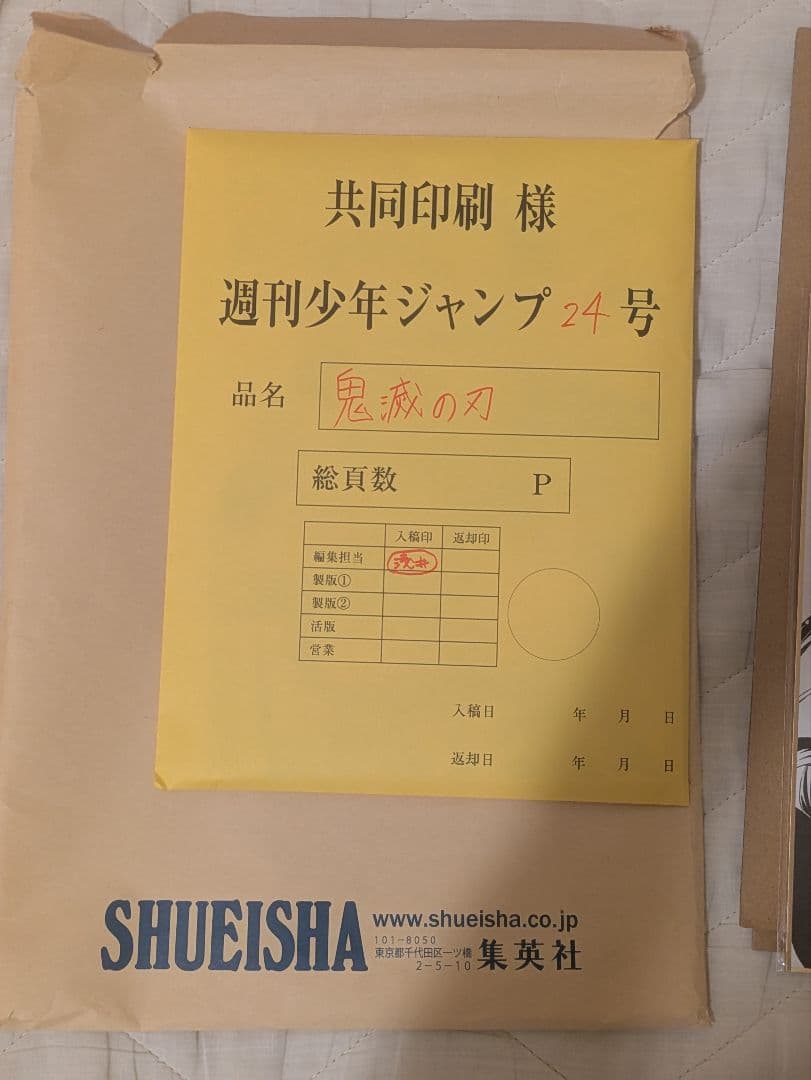 共同印刷 様
週刊少年ジャンプ 24 号
品名 鬼滅の刃
総頁数 P
入稿印 返却印
編集担当 浅井
製版①
製版②
活版
営業
入稿日 年 月 日
返却日 年 月 日
SHUEISHA www.shueisha.co.jp
101-8050
東京都千代田区一ツ橋
2-5-10 集英社